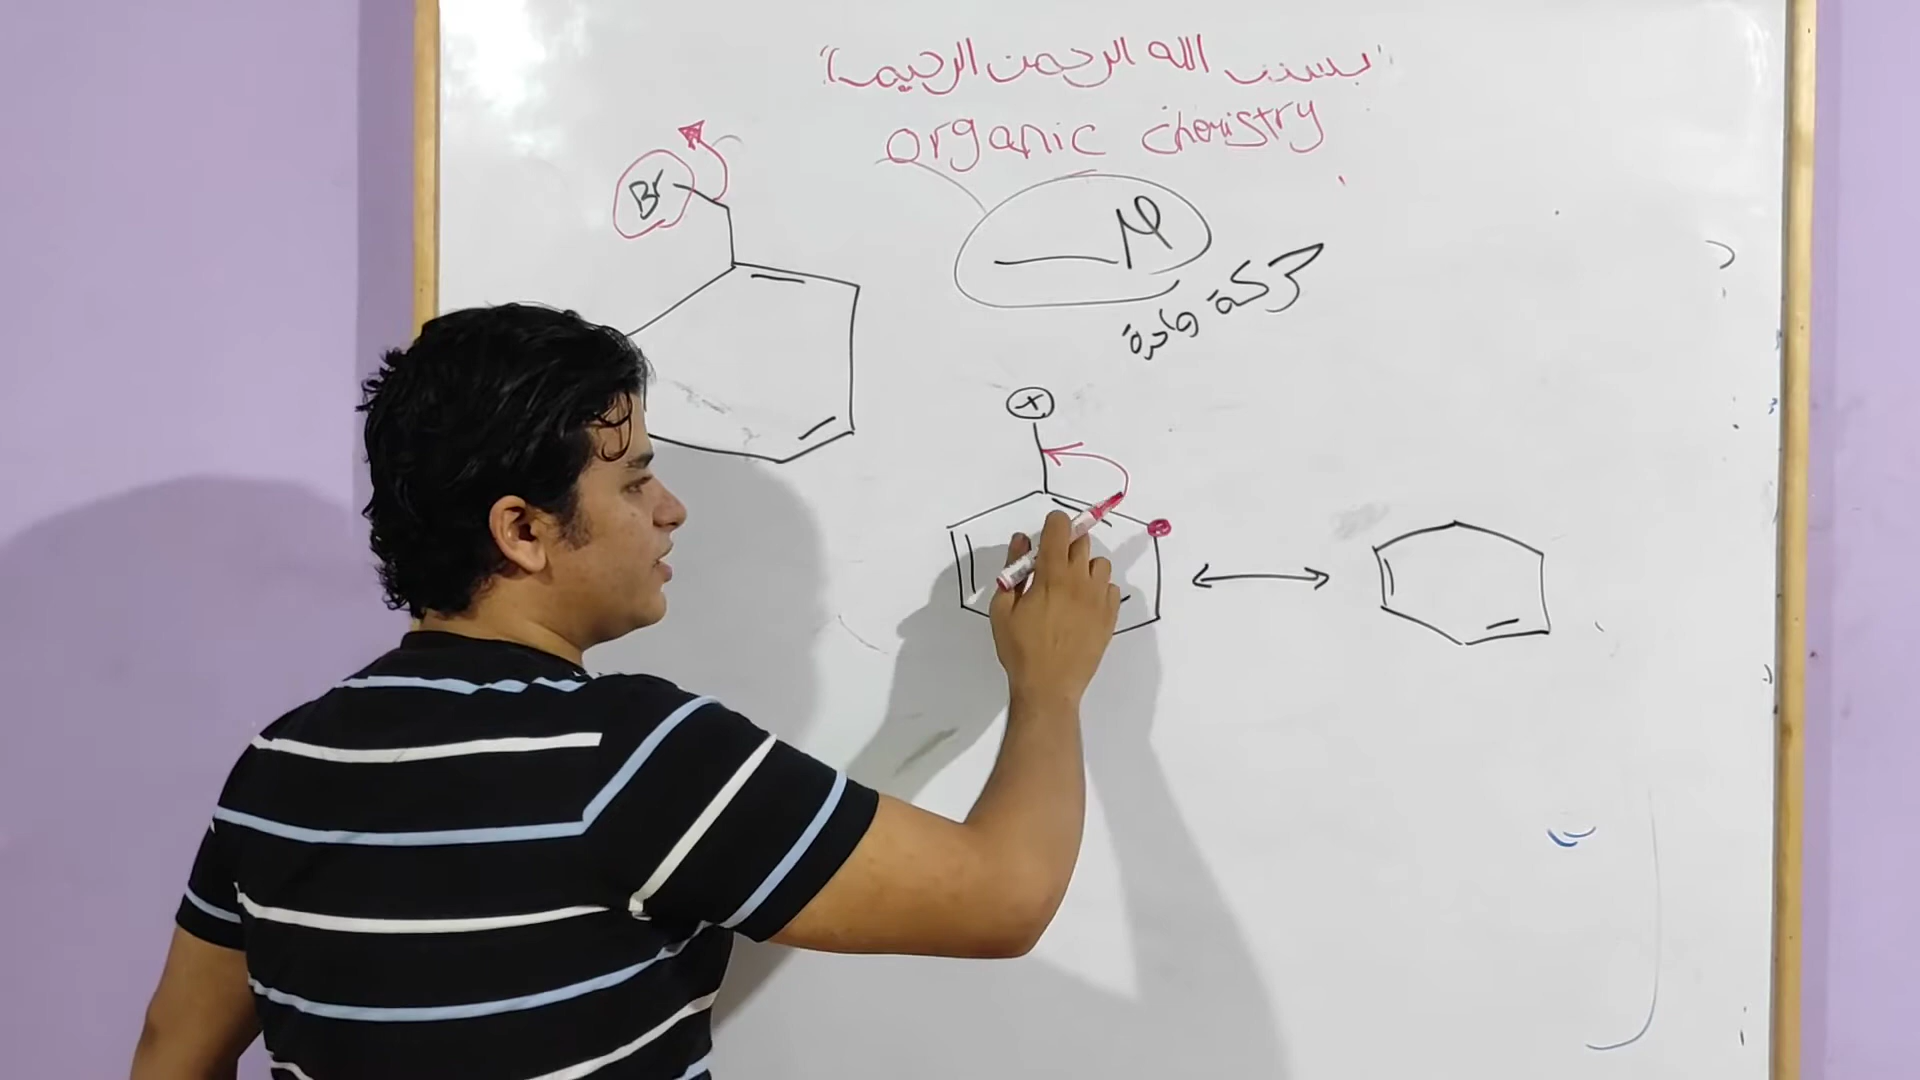 بسم الله الرحمن الرحيم
organic chemistry
Br
M
حركة واحدة
+